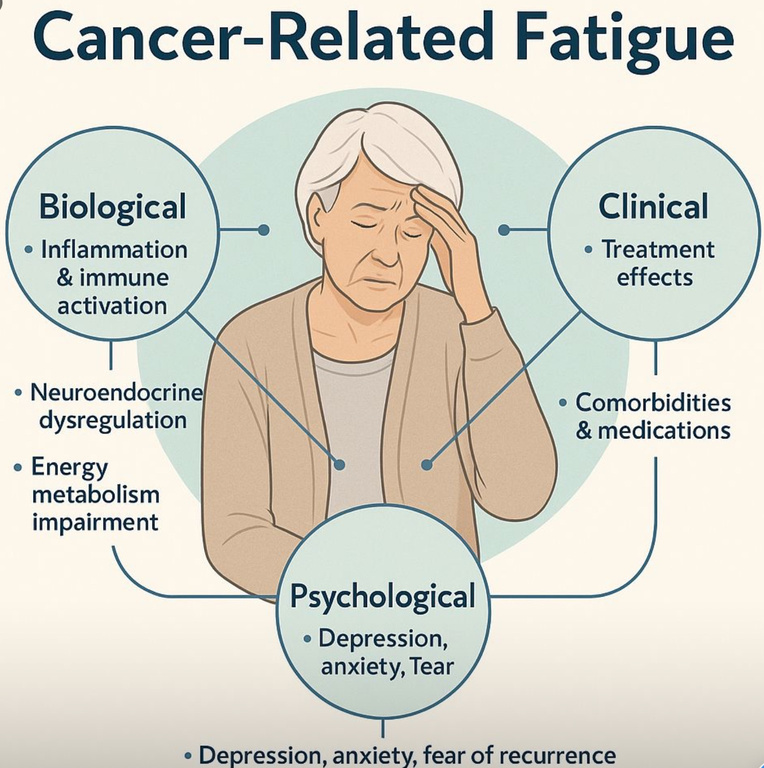 Cancer-Related Fatigue
Biological
• Inflammation
& immune
activation
• Neuroendocrine
dysregulation
• Energy
metabolism
impairment
Clinical
• Treatment
effects
• Comorbidities
& medications
Psychological
• Depression,
anxiety, Tear
• Depression, anxiety, fear of recurrence